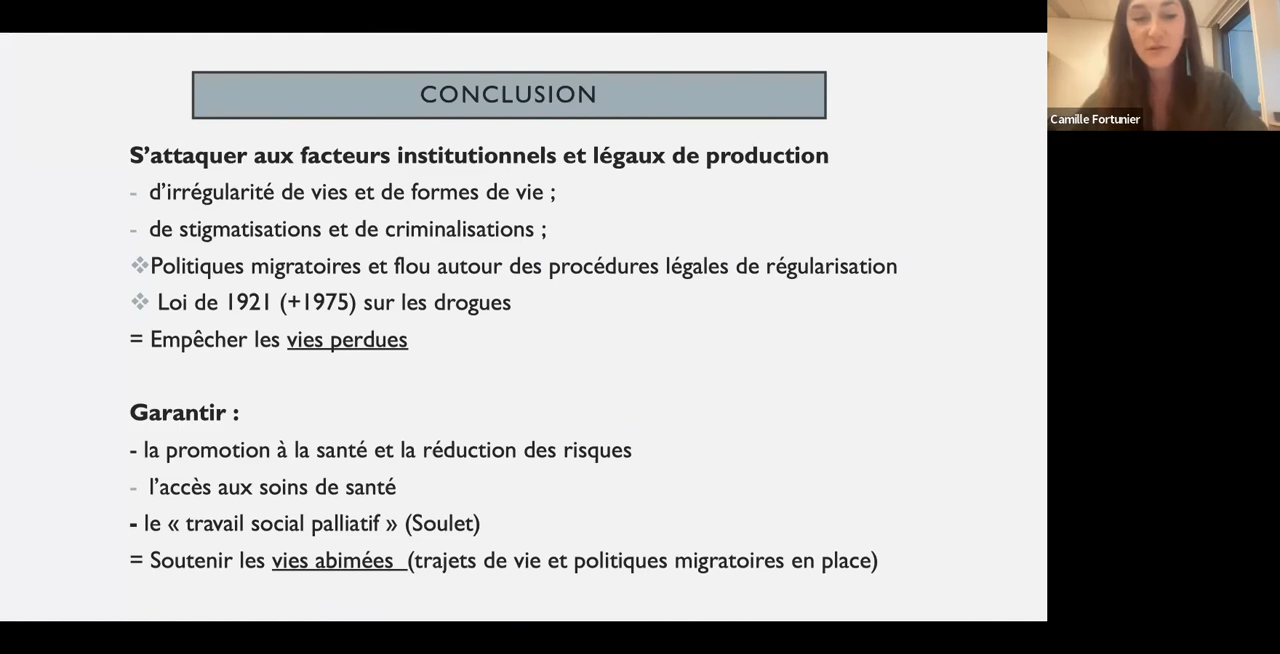 CONCLUSION
S’attaquer aux facteurs institutionnels et légaux de production
- d’irrégularité de vies et de formes de vie ;
- de stigmatisations et de criminalisations ;
❖Politiques migratoires et flou autour des procédures légales de régularisation
❖ Loi de 1921 (+1975) sur les drogues
= Empêcher les vies perdues
Garantir :
- la promotion à la santé et la réduction des risques
- l’accès aux soins de santé
- le « travail social palliatif » (Soulet)
= Soutenir les vies abimées (trajets de vie et politiques migratoires en place)
Camille Fortunier